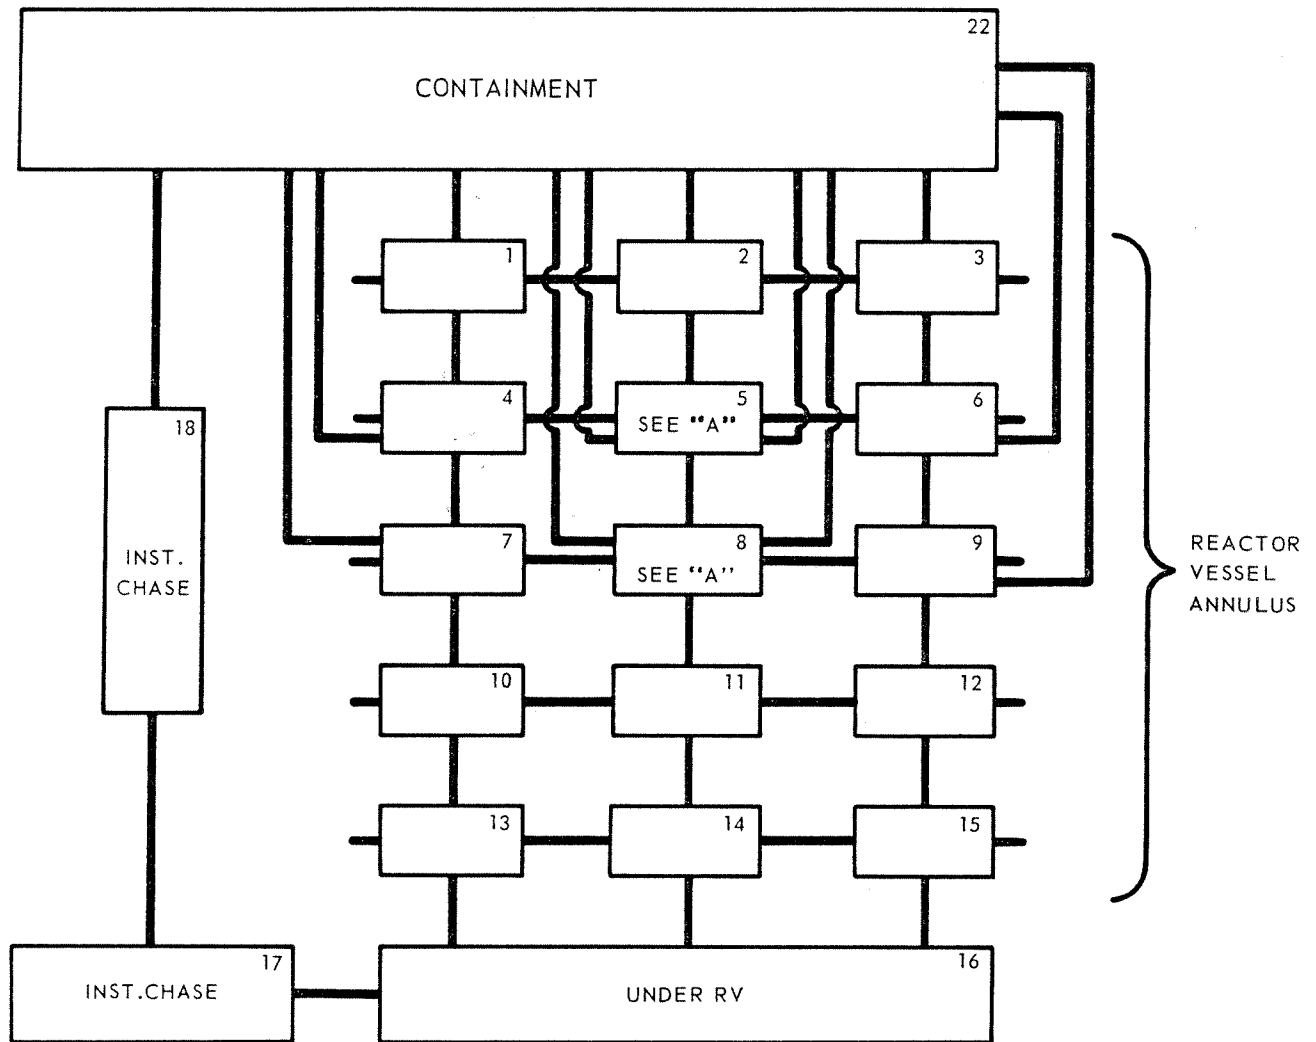 22
CONTAINMENT
1
2
3
4
5
SEE "A"
6
18
INST.
CHASE
7
8
SEE "A"
9
REACTOR
VESSEL
ANNULUS
10
11
12
13
14
15
17
INST.CHASE
16
UNDER RV